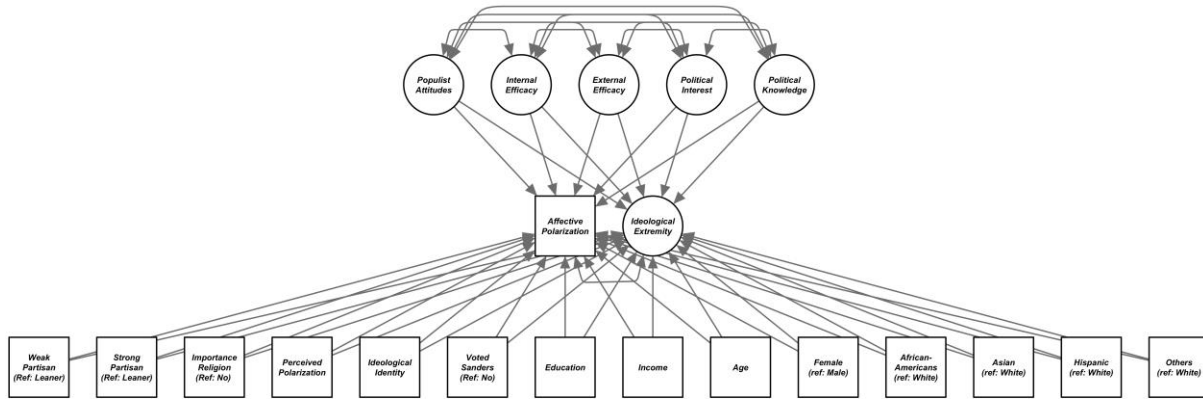 Populist
Attitudes
Internal
Efficacy
External
Efficacy
Political
Interest
Political
Knowledge
Affective
Polarization
Ideological
Extremity
Weak
Partisan
(Ref: Leaner)
Strong
Partisan
(Ref: Leaner)
Importance
Religion
(Ref: No)
Perceived
Polarization
Ideological
Identity
Voted
Sanders
(Ref: No)
Education
Income
Age
Female
(ref: Male)
African-
Americans
(ref: White)
Asian
(ref: White)
Hispanic
(ref: White)
Others
(ref: White)